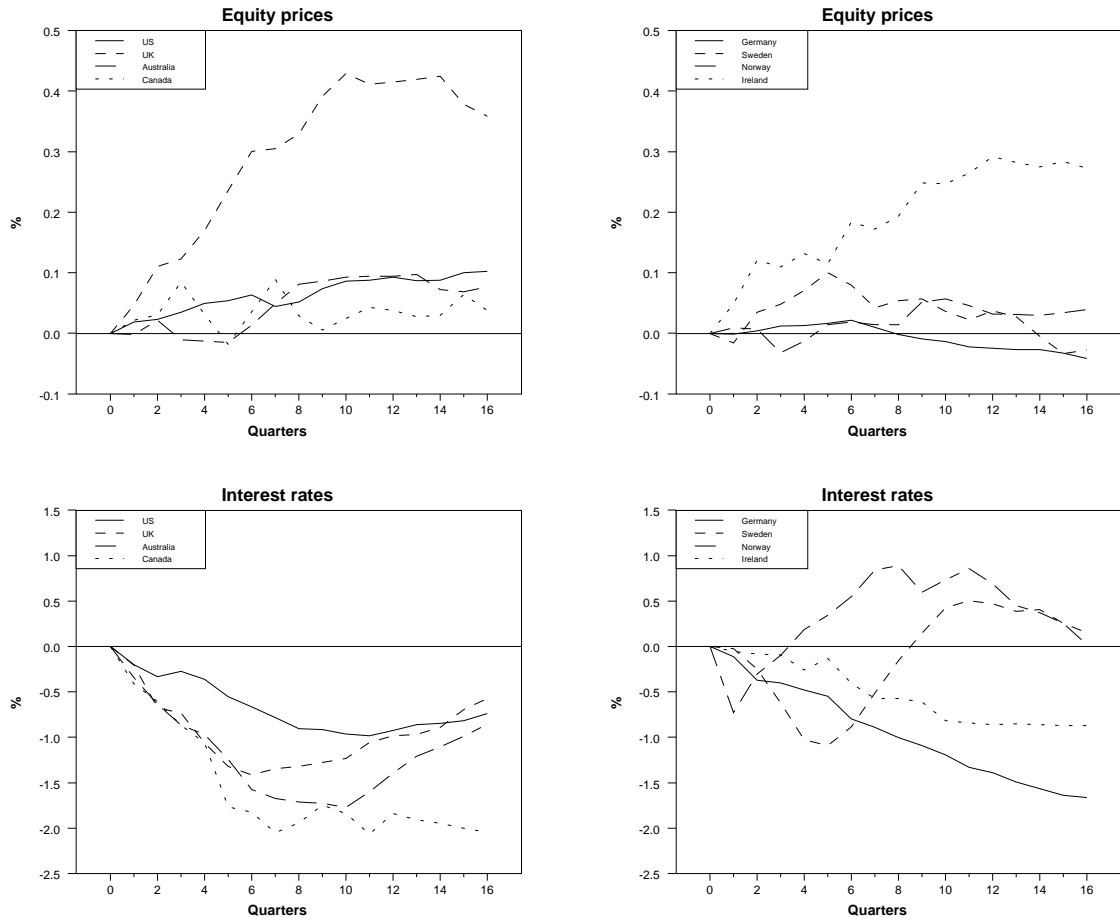 Equity prices
0.5
0.4
0.3
0.2
0.1
0.0
-0.1
%
US
UK
Australia
Canada
0 2 4 6 8 10 12 14 16
Quarters
Equity prices
0.5
0.4
0.3
0.2
0.1
0.0
-0.1
%
Germany
Sweden
Norway
Ireland
0 2 4 6 8 10 12 14 16
Quarters
Interest rates
1.5
1.0
0.5
0.0
-0.5
-1.0
-1.5
-2.0
-2.5
%
US
UK
Australia
Canada
0 2 4 6 8 10 12 14 16
Quarters
Interest rates
1.5
1.0
0.5
0.0
-0.5
-1.0
-1.5
-2.0
-2.5
%
Germany
Sweden
Norway
Ireland
0 2 4 6 8 10 12 14 16
Quarters